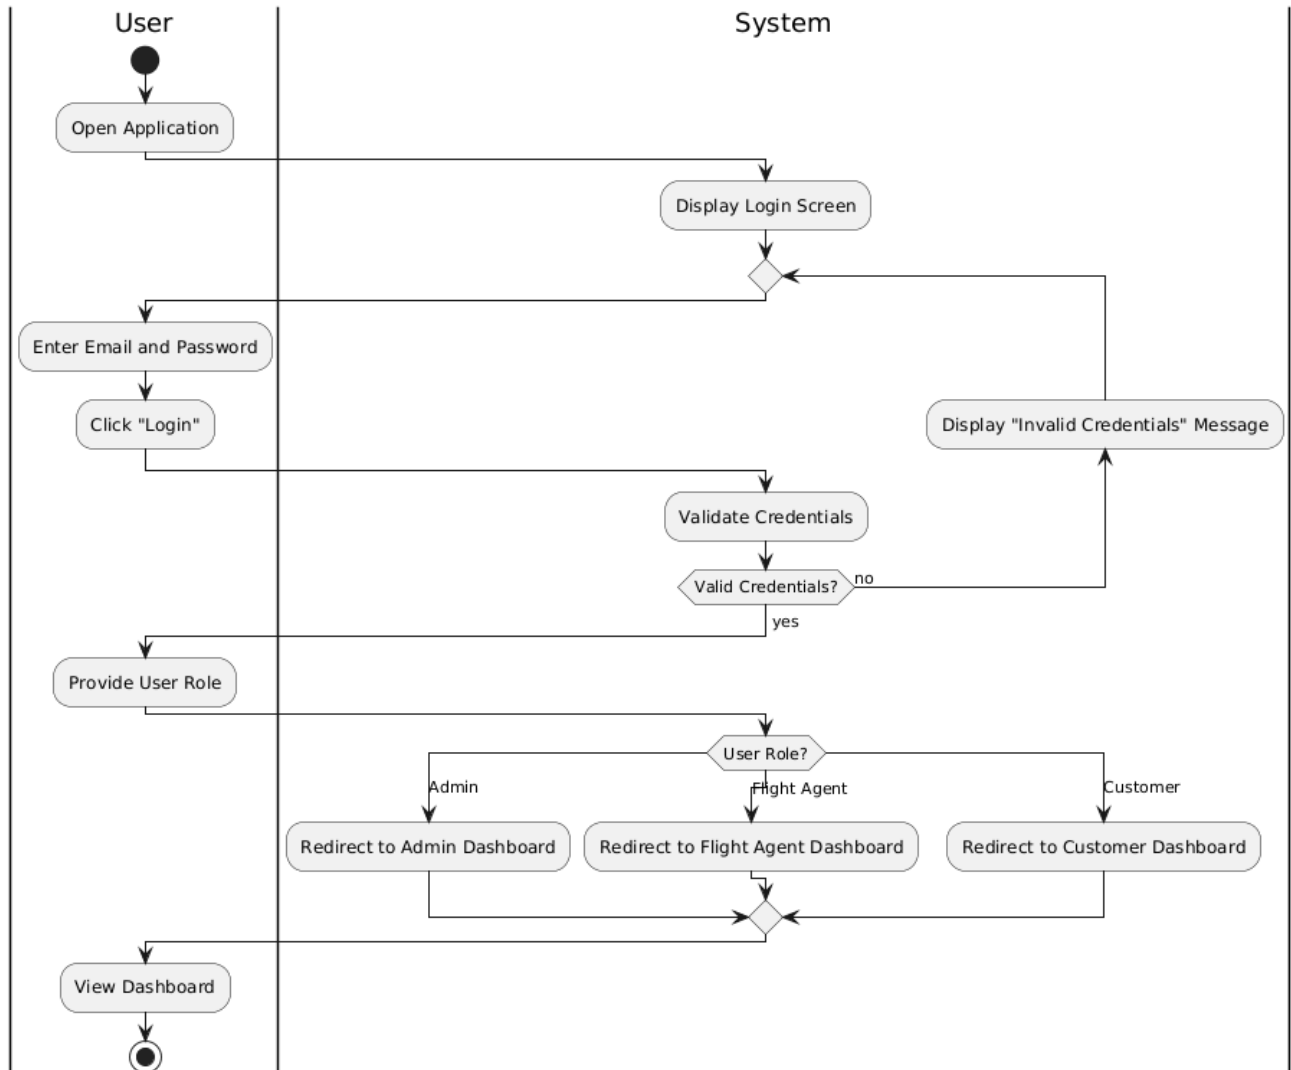 User
System
Open Application
Display Login Screen
Enter Email and Password
Click "Login"
Display "Invalid Credentials" Message
Validate Credentials
Valid Credentials?
no
yes
Provide User Role
User Role?
Admin
Flight Agent
Customer
Redirect to Admin Dashboard
Redirect to Flight Agent Dashboard
Redirect to Customer Dashboard
View Dashboard